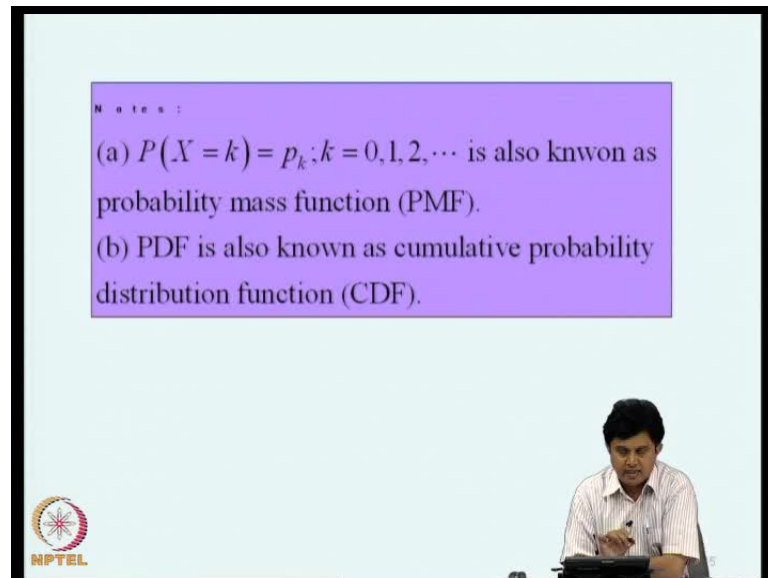 Notes:
(a) P(X = k) = pₖ; k = 0,1,2,⋯ is also knwon as
probability mass function (PMF).
(b) PDF is also known as cumulative probability
distribution function (CDF).
NPTEL